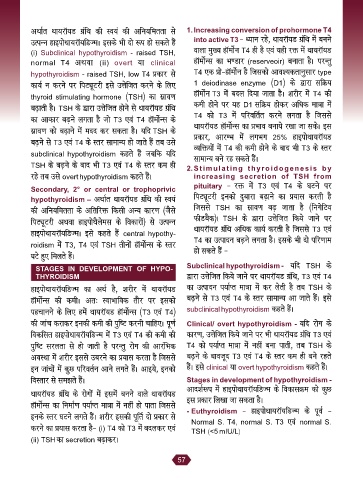 अर्थात थायरॉयड ग्रंथि की स्वयं की अनियमितता से
उत्पन्न हाइपोथायरॉयडिज्म। इसके भी दो रूप हो सकते हैं
(i) Subclinical hypothyroidism - raised TSH,
normal T4 अथवा (ii) overt या clinical
hypothyroidism - raised TSH, low T4 प्रकार से
कार्य न करने पर पिट्यूटरी इसे उत्तेजित करने के लिए
thyroid stimulating hormone (TSH) का स्रावण
बढ़ाती है। TSH के द्वारा उत्तेजित होने से थायरॉयड ग्रंथि
का आकार बढ़ने लगता है जो T3 एवं T4 हॉर्मोन्स के
स्रावण को बढ़ाने में मदद कर सकता है। यदि TSH के
बढ़ने से T3 एवं T4 के स्तर सामान्य हो जाते हैं तब उसे
subclinical hypothyroidism कहते हैं जबकि यदि
TSH के बढ़ने के बाद भी T3 एवं T4 के स्तर कम ही
रहे तब उसे overt hypothyroidism कहते हैं।
Secondary, 2° or central or trophoprivic
hypothyroidism – अर्थात थायरॉयड ग्रंथि की स्वयं
की अनियमितता के अतिरिक्त किसी अन्य कारण (जैसे
पिट्यूटरी अथवा हाइपोथैलेमस के विकारों) से उत्पन्न
हाइपोथायरॉयडिज्म। इसे कहते हैं central hypothy-
roidism में T3, T4 एवं TSH तीनों हॉर्मोन्स के स्तर
घटे हुए मिलते हैं।
STAGES IN DEVELOPMENT OF HYPO-
THYROIDISM
हाइपोथायरॉयडिज्म का अर्थ है, शरीर में थायरॉयड
हॉर्मोन्स की कमी। अतः स्वाभाविक तौर पर इसको
पहचानने के लिए हमें थायरॉयड हॉर्मोन्स (T3 एवं T4)
की जांच कराकर इनकी कमी की पुष्टि करनी चाहिए। पूर्ण
विकसित हाइपोथायरॉयडिज्म में T3 एवं T4 की कमी की
पुष्टि सरलता से हो जाती है परन्तु रोग की आरंभिक
अवस्था में शरीर इससे उबरने का प्रयास करता है जिससे
इन जांचों में कुछ परिवर्तन आने लगते हैं। आइये, इनको
विस्तार से समझते हैं।
थायरॉयड ग्रंथि के रोगों में इसमें बनने वाले थायरॉयड
हॉर्मोन्स का निर्माण पर्याप्त मात्रा में नहीं हो पाता जिससे
इनके स्तर घटने लगते हैं। शरीर इसकी पूर्ति दो प्रकार से
करने का प्रयास करता है- (i) T4 को T3 में बदलकर एवं
(ii) TSH का secretion बढ़ाकर।
1. Increasing conversion of prohormone T4
into active T3 - ध्यान रहे, थायरॉयड ग्रंथि में बनने
वाला मुख्य हॉर्मोन T4 ही है एवं यही रक्त में थायरॉयड
हॉर्मोन्स का भण्डार (reservoir) बनाता है। परन्तु
T4 एक प्रो-हॉर्मोन है जिसको आवश्यकतानुसार type
1 deiodinase enzyme (D1) के द्वारा सक्रिय
हॉर्मोन T3 में बदल दिया जाता है। शरीर में T4 की
कमी होने पर यह D1 सक्रिय होकर अधिक मात्रा में
T4 को T3 में परिवर्तित करने लगता है जिससे
थायरॉयड हॉर्मोन्स का प्रभाव बनाये रखा जा सके। इस
प्रकार, आरम्भ में लगभग 25% हाइपोथायरॉयड
व्यक्तियों में T4 की कमी होने के बाद भी T3 के स्तर
सामान्य बने रह सकते हैं।
2. Stimulating thyroidogenesis by
increasing secretion of TSH from
pituitary - रक्त में T3 एवं T4 के घटने पर
पिट्यूटरी इनको दुबारा बढ़ाने का प्रयास करती है
जिससे TSH का स्रावण बढ़ जाता है (निगेटिव
फीडबैक)। TSH के द्वारा उत्तेजित किये जाने पर
थायरॉयड ग्रंथि अधिक कार्य करती है जिससे T3 एवं
T4 का उत्पादन बढ़ने लगता है। इसके भी दो परिणाम
हो सकते हैं -
Subclinical hypothyroidism- यदि TSH के
द्वारा उत्तेजित किये जाने पर थायरॉयड ग्रंथि, T3 एवं T4
का उत्पादन पर्याप्त मात्रा में कर लेती है तब TSH के
बढ़ने से T3 एवं T4 के स्तर सामान्य आ जाते हैं। इसे
subclinical hypothyroidism कहते हैं।
Clinical/ overt hypothyroidism - यदि रोग के
कारण, उत्तेजित किये जाने पर भी थायरॉयड ग्रंथि T3 एवं
T4 को पर्याप्त मात्रा में नहीं बना पाती, तब TSH के
बढ़ने के बावजूद T3 एवं T4 के स्तर कम ही बने रहते
हैं। इसे clinical या overt hypothyroidism कहते हैं।
Stages in development of hypothyroidism -
आदर्शरूप में हाइपोथायरॉयडिज्म के विकासक्रम को कुछ
इस प्रकार लिखा जा सकता है।
• Euthyroidism – हाइपोथायरॉयडिज्म के पूर्व –
Normal S. T4, normal S. T3 एवं normal S.
TSH (<5 mIU/L)
57